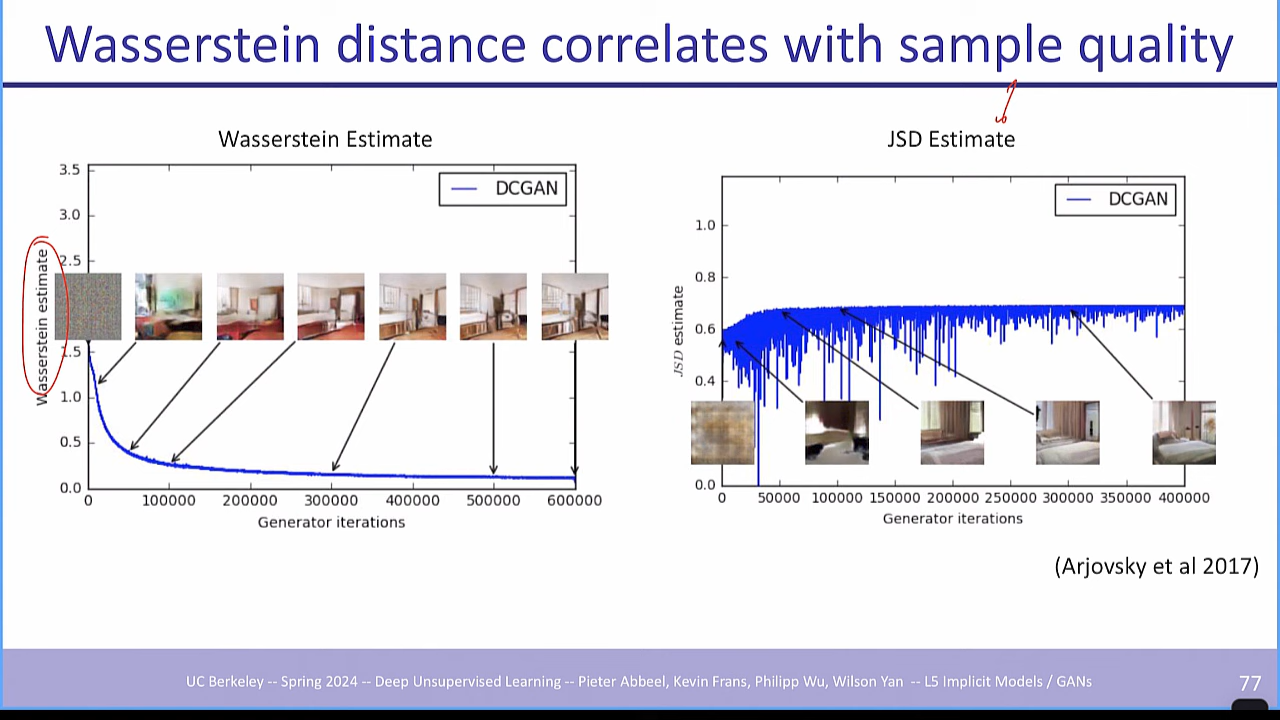 Wasserstein distance correlates with sample quality
Wasserstein Estimate
3.5
3.0
2.5
1.5
1.0
0.5
0.0
Wasserstein estimate
DCGAN
0 100000 200000 300000 400000 500000 600000
Generator iterations
JSD Estimate
1.0
0.8
0.6
0.4
0.0
JSD estimate
DCGAN
0 50000 100000 150000 200000 250000 300000 350000 400000
Generator iterations
(Arjovsky et al 2017)
UC Berkeley -- Spring 2024 -- Deep Unsupervised Learning -- Pieter Abbeel, Kevin Frans, Philipp Wu, Wilson Yan -- L5 Implicit Models / GANs
77